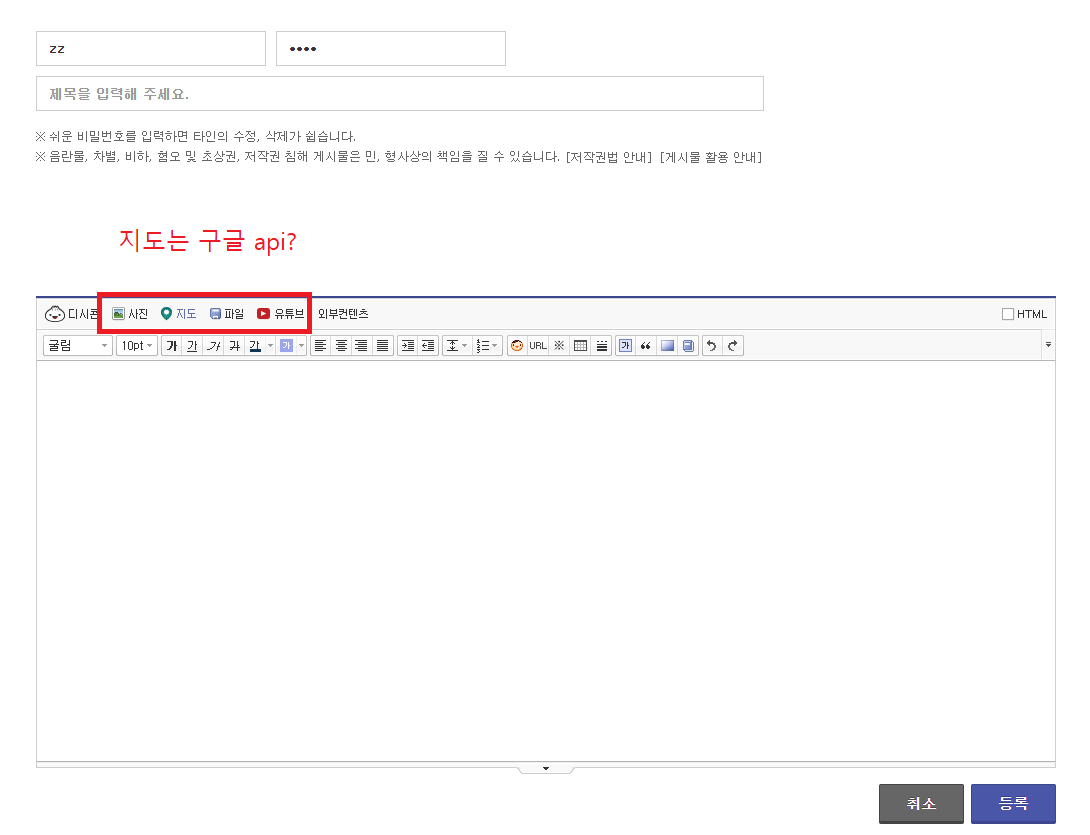 zz ••••
제목을 입력해 주세요.
※ 쉬운 비밀번호를 입력하면 타인의 수정, 삭제가 쉽습니다.
※ 음란물, 차별, 비하, 혐오 및 초상권, 저작권 침해 게시물은 민, 형사상의 책임을 질 수 있습니다. [저작권법 안내] [게시물 활용 안내]
지도는 구글 api?
디시콘 사진 지도 파일 유튜브 외부컨텐츠 HTML
굴림 10pt 가 가 가 가 가 가 URL ※ 가
취소 등록